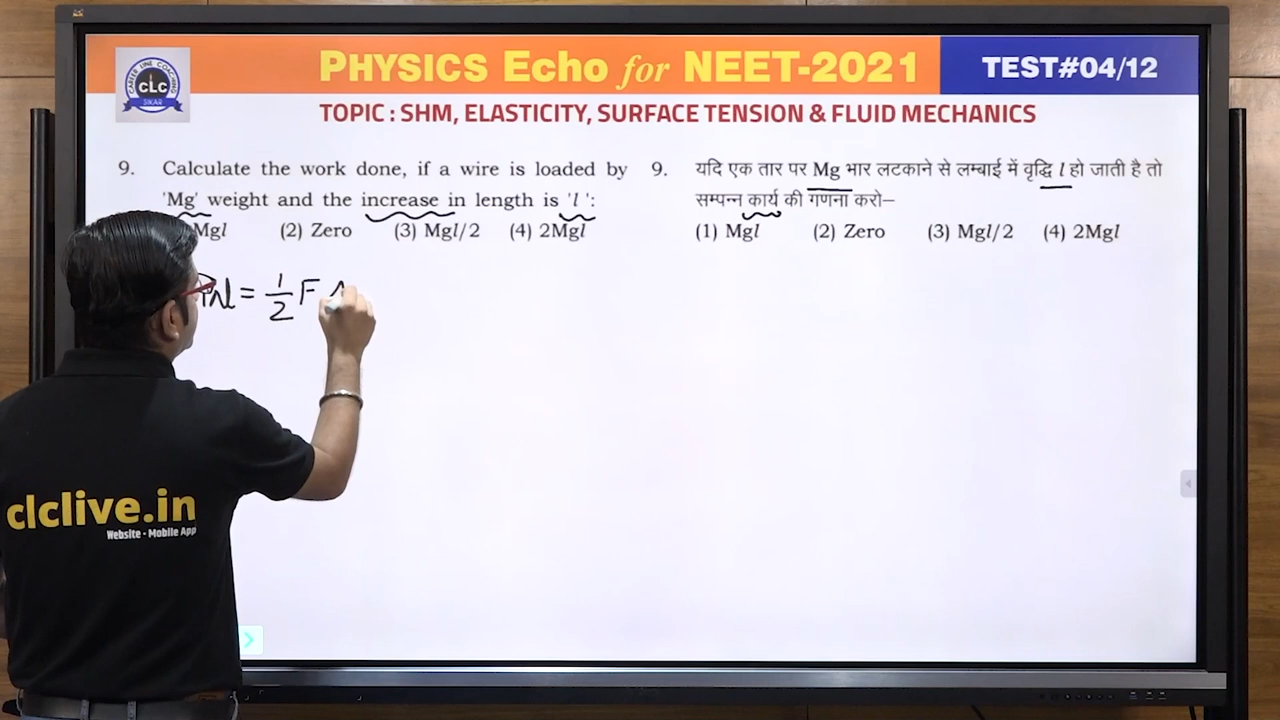 PHYSICS Echo for NEET-2021
TEST#04/12
CAREER LINE COACHING
CLC
SIKAR
TOPIC : SHM, ELASTICITY, SURFACE TENSION & FLUID MECHANICS
9. Calculate the work done, if a wire is loaded by
'Mg' weight and the increase in length is 'l ':
Mgl (2) Zero (3) Mgl/2 (4) 2Mgl
9. यदि एक तार पर Mg भार लटकाने से लम्बाई में वृद्धि l हो जाती है तो
सम्पन्न कार्य की गणना करो–
(1) Mgl (2) Zero (3) Mgl/2 (4) 2Mgl
= 1/2 F
clclive.in
Website - Mobile App